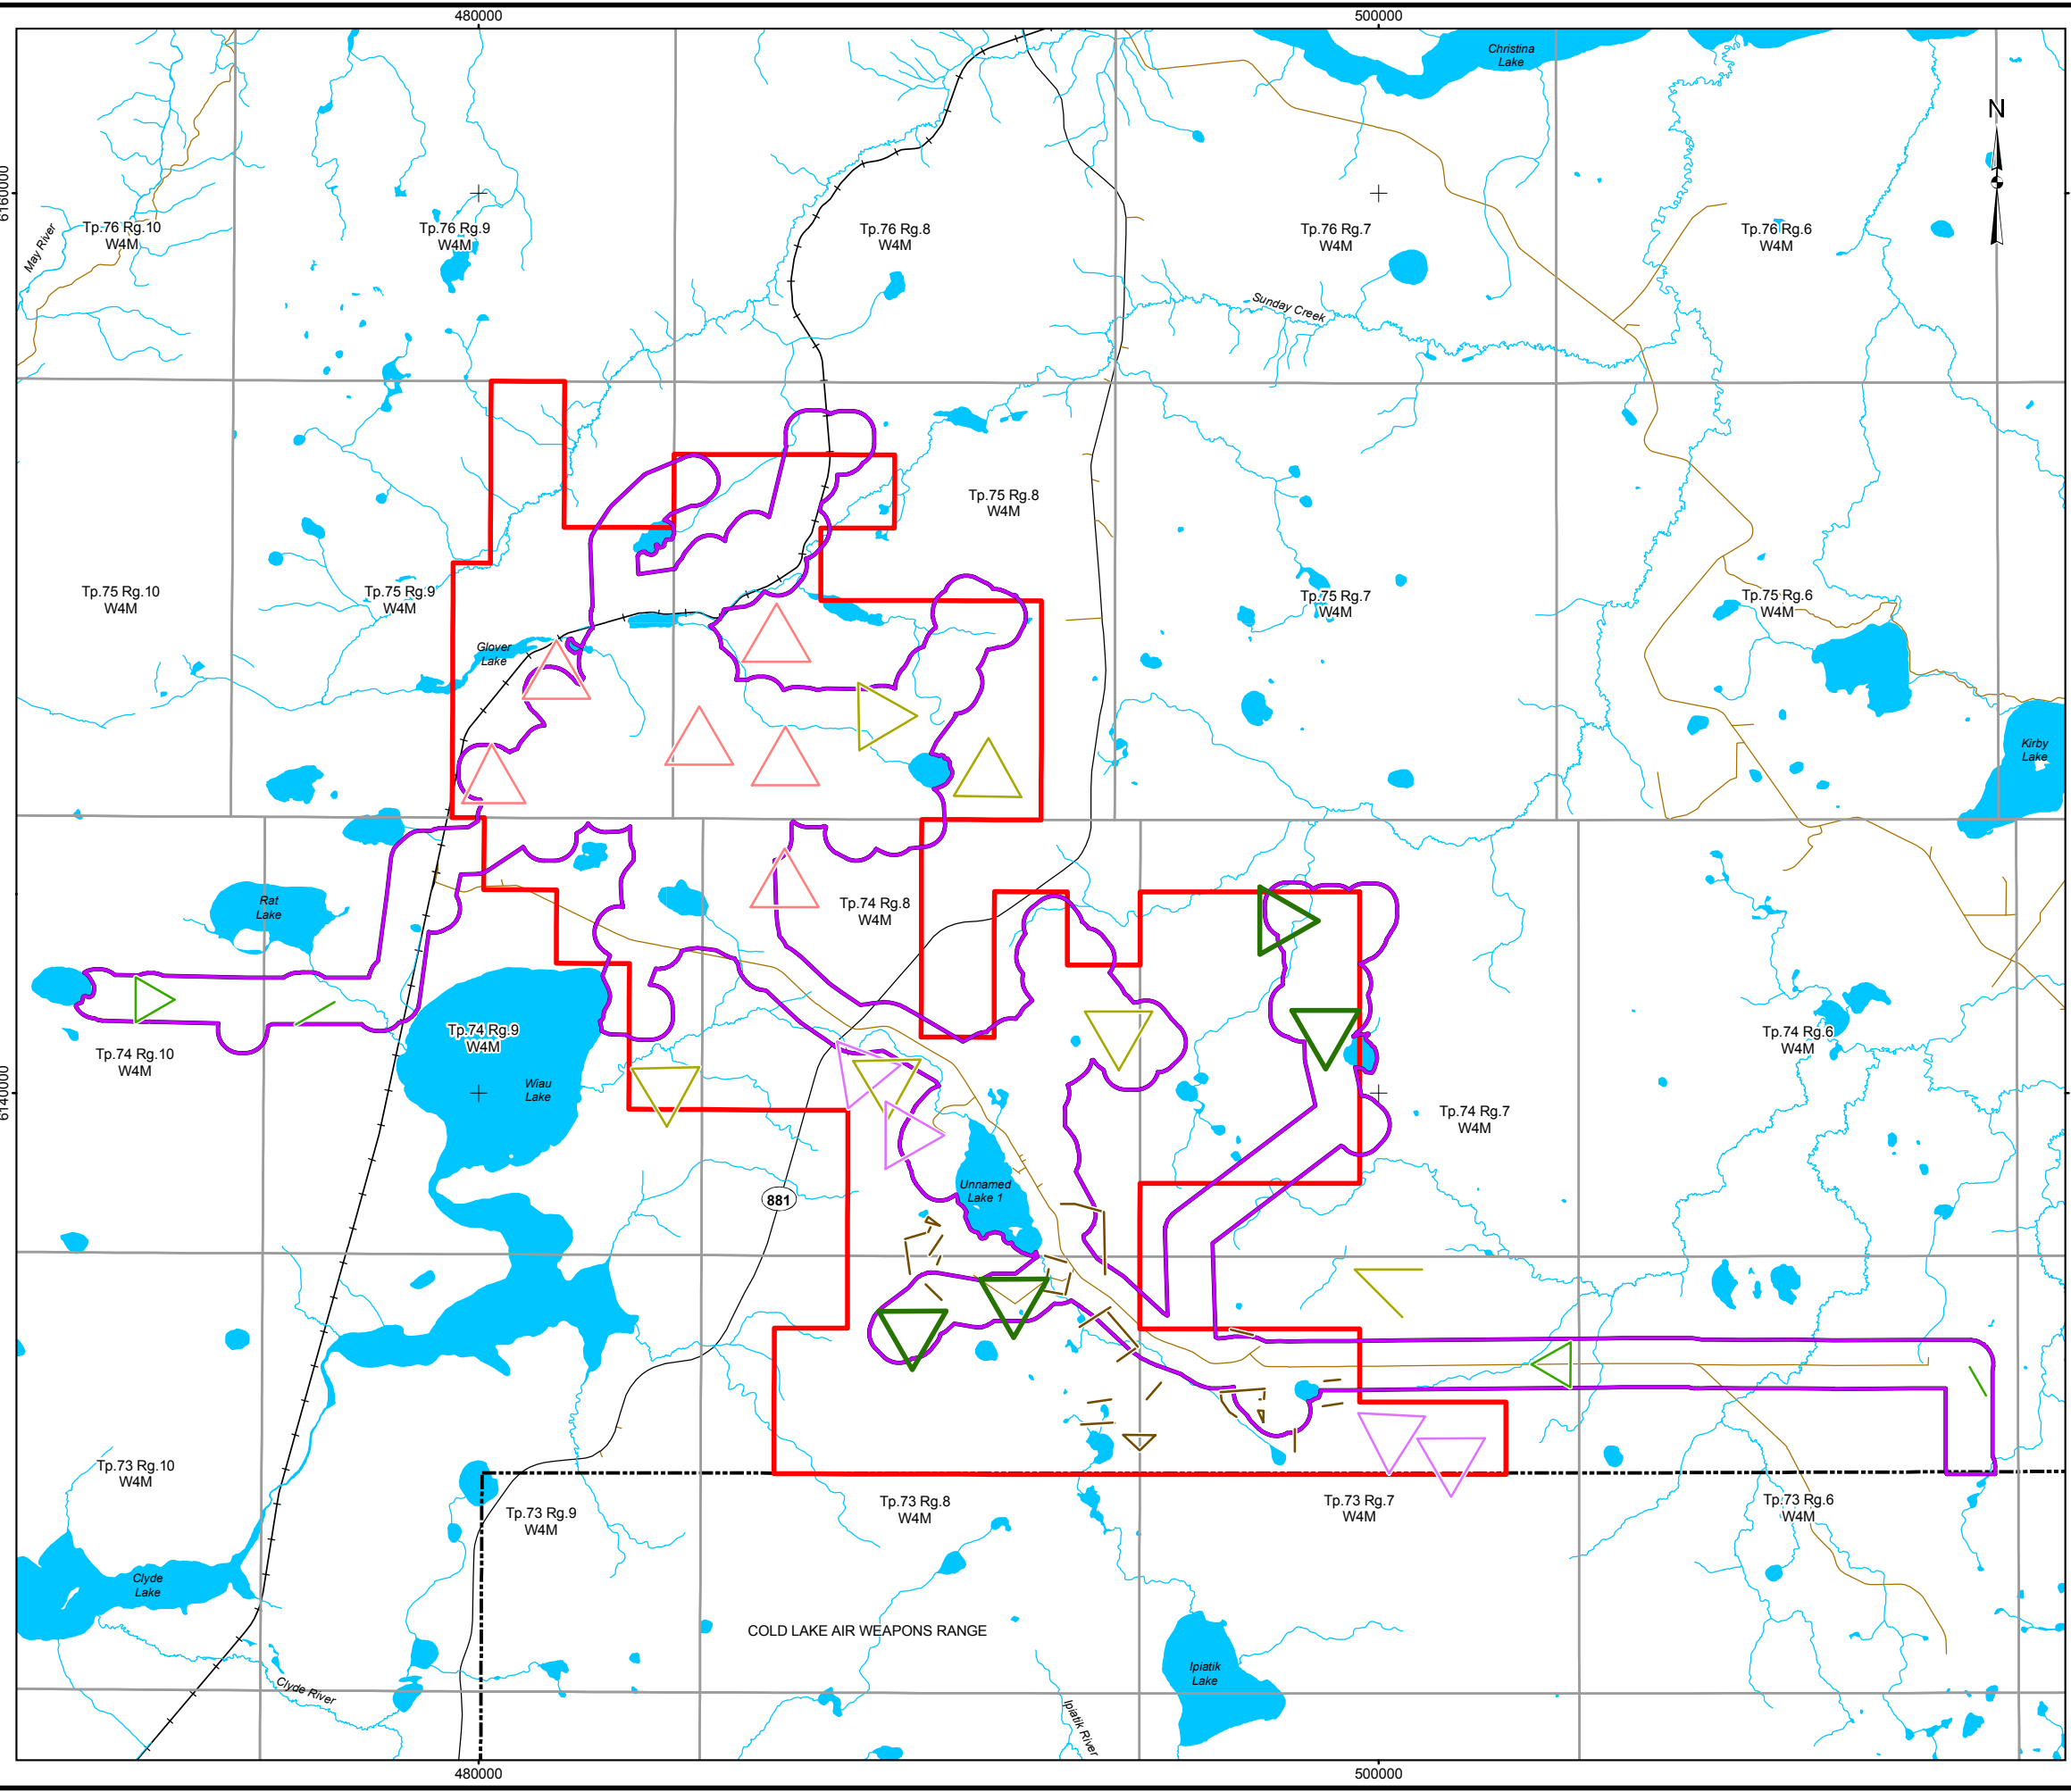 480000
500000
Christina
Lake
N
6160000
May River
Tp.76 Rg.10
W4M
Tp.76 Rg.9
W4M
Tp.76 Rg.8
W4M
Tp.76 Rg.7
W4M
Tp.76 Rg.6
W4M
Sunday Creek
Tp.75 Rg.8
W4M
Tp.75 Rg.10
W4M
Tp.75 Rg.9
W4M
Tp.75 Rg.7
W4M
Tp.75 Rg.6
W4M
Glover
Lake
Kirby
Lake
Rat
Lake
Tp.74 Rg.8
W4M
Tp.74 Rg.9
W4M
Tp.74 Rg.10
W4M
Tp.74 Rg.6
W4M
6140000
Wiau
Lake
Tp.74 Rg.7
W4M
Unnamed
Lake 1
881
Tp.73 Rg.10
W4M
Tp.73 Rg.9
W4M
Tp.73 Rg.8
W4M
Tp.73 Rg.7
W4M
Tp.73 Rg.6
W4M
Clyde
Lake
COLD LAKE AIR WEAPONS RANGE
Ipiatik
Lake
Clyde River
Ipiatik River
480000
500000